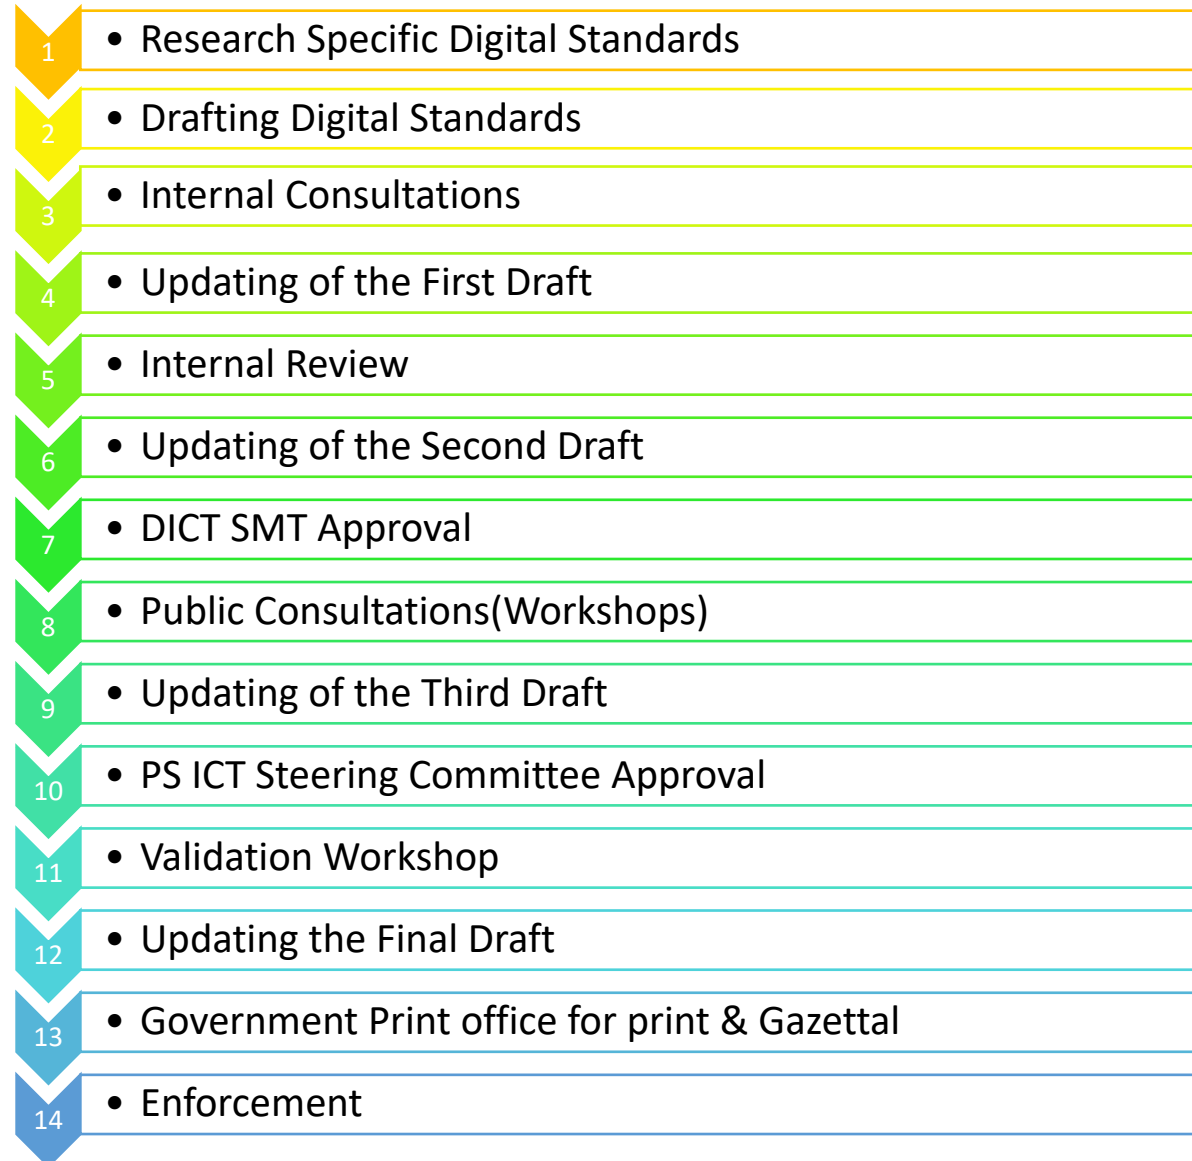 1 • Research Specific Digital Standards
2 • Drafting Digital Standards
3 • Internal Consultations
4 • Updating of the First Draft
5 • Internal Review
6 • Updating of the Second Draft
7 • DICT SMT Approval
8 • Public Consultations(Workshops)
9 • Updating of the Third Draft
10 • PS ICT Steering Committee Approval
11 • Validation Workshop
12 • Updating the Final Draft
13 • Government Print office for print & Gazettal
14 • Enforcement